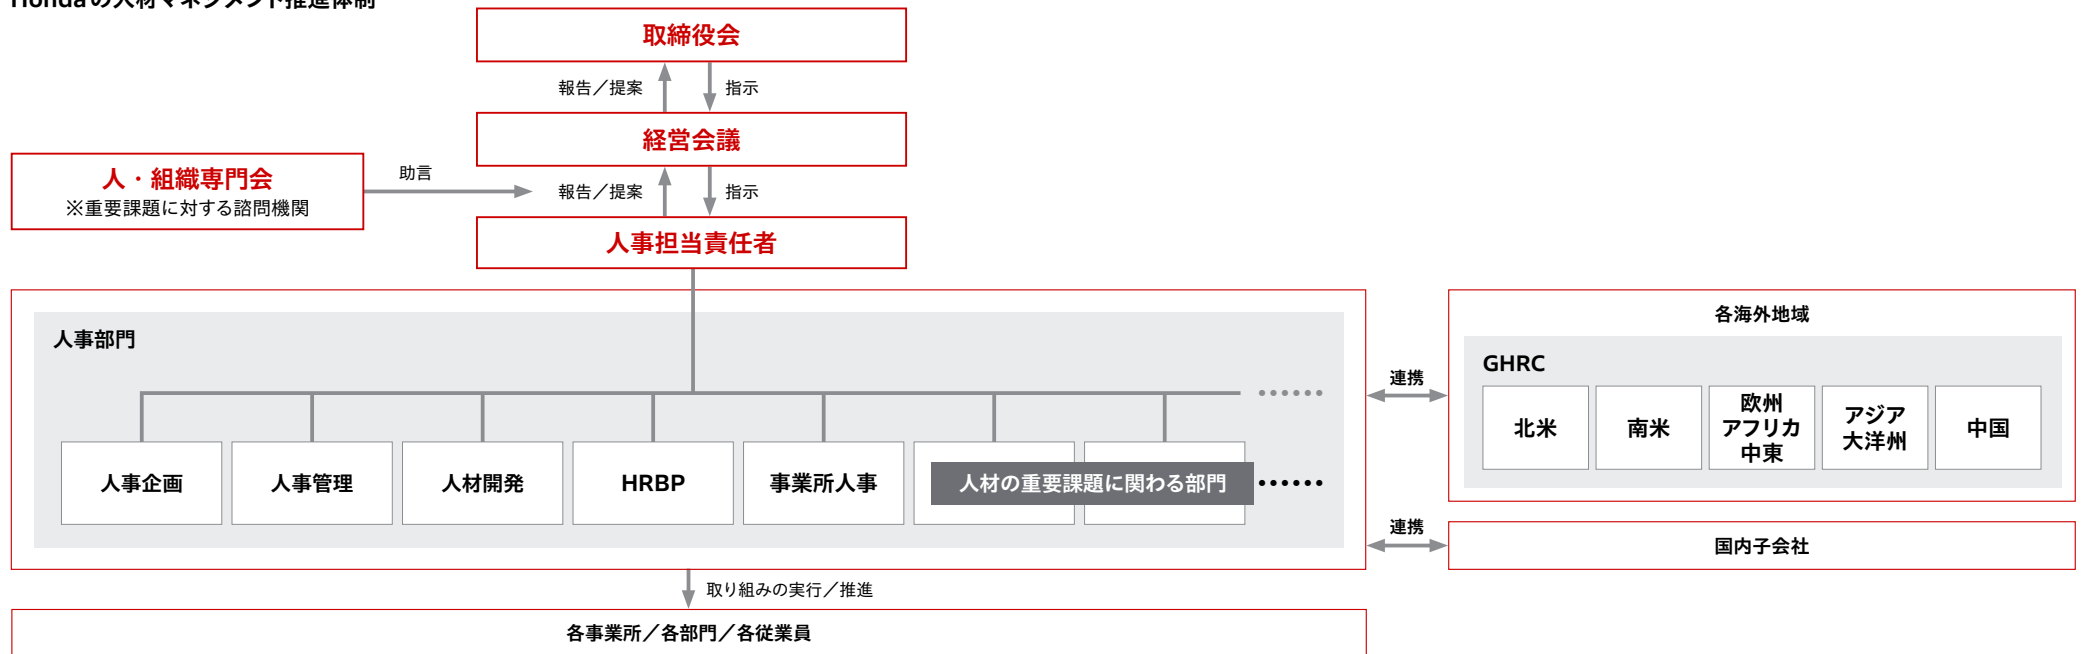 Hondaの人材マネジメント推進体制
取締役会
報告／提案
指示
経営会議
人・組織専門会
※重要課題に対する諮問機関
助言
報告／提案
指示
人事担当責任者
人事部門
人事企画
人事管理
人材開発
HRBP
事業所人事
人材の重要課題に関わる部門
連携
各海外地域
GHRC
北米
南米
欧州
アフリカ
中東
アジア
大洋州
中国
連携
国内子会社
取り組みの実行／推進
各事業所／各部門／各従業員